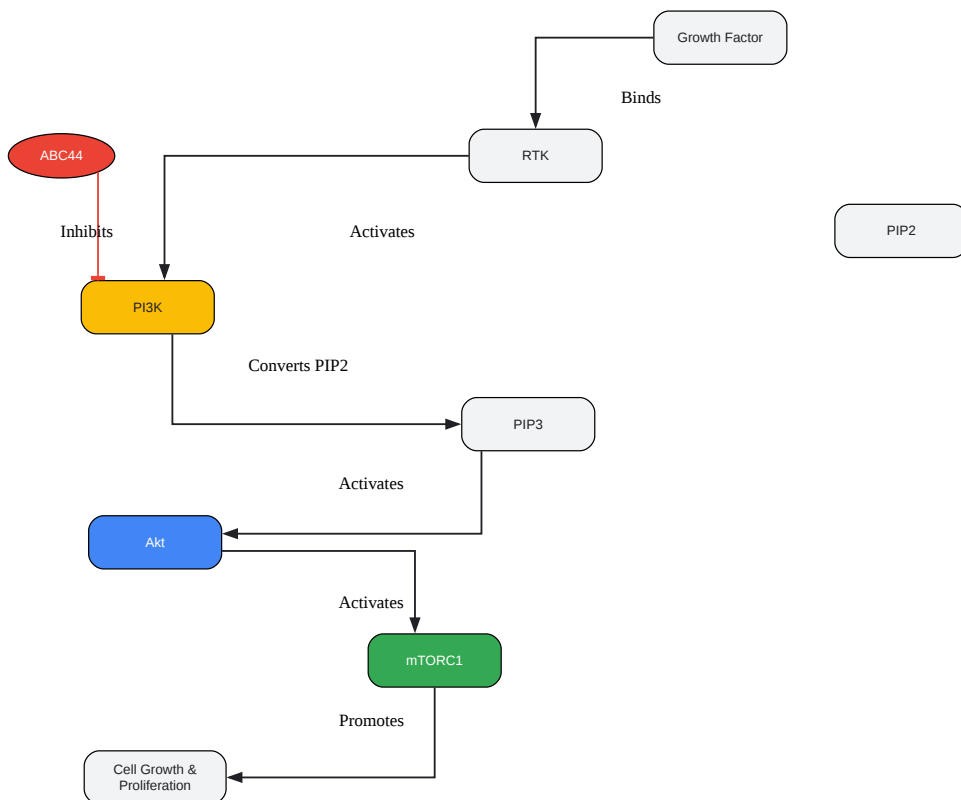 Growth Factor
Binds
RTK
ABC44
Inhibits
Activates
PIP2
PI3K
Converts PIP2
PIP3
Activates
Akt
Activates
mTORC1
Promotes
Cell Growth &
Proliferation